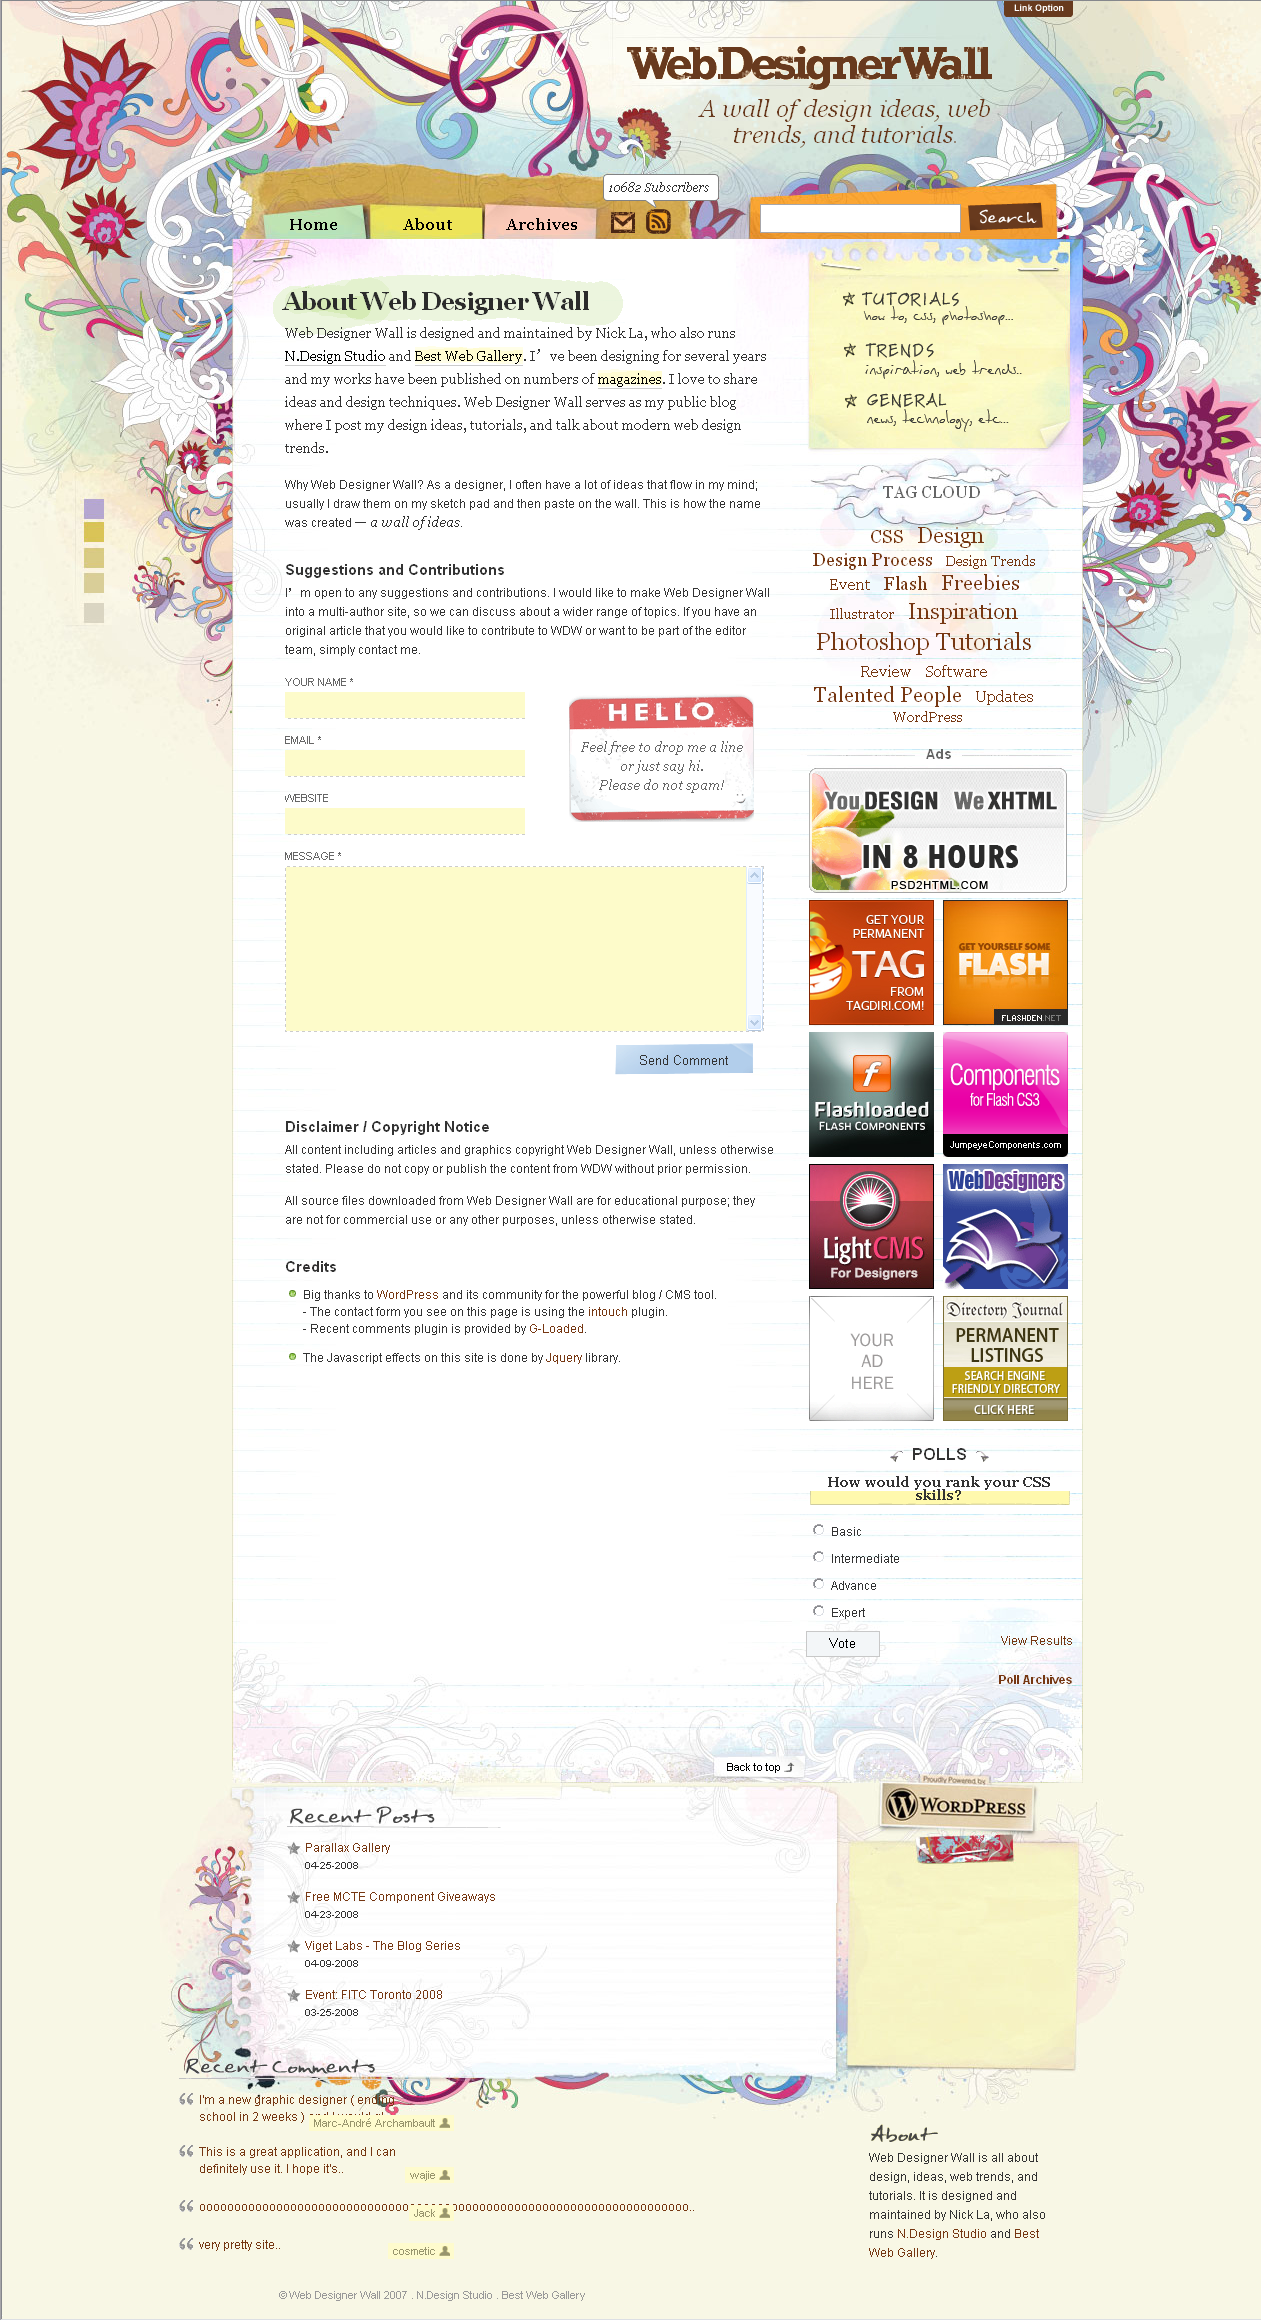 Link Option
WebDesignerWall
A wall of design ideas, web
trends, and tutorials.
10682 Subscribers
Home
About
Archives
Search
About Web Designer Wall
Web Designer Wall is designed and maintained by Nick La, who also runs
N.Design Studio and Best Web Gallery. I’ve been designing for several years
and my works have been published on numbers of magazines. I love to share
ideas and design techniques. Web Designer Wall serves as my public blog
where I post my design ideas, tutorials, and talk about modern web design
trends.
Why Web Designer Wall? As a designer, I often have a lot of ideas that flow in my mind;
usually I draw them on my sketch pad and then paste on the wall. This is how the name
was created — a wall of ideas.
Suggestions and Contributions
I’m open to any suggestions and contributions. I would like to make Web Designer Wall
into a multi-author site, so we can discuss about a wider range of topics. If you have an
original article that you would like to contribute to WDW or want to be part of the editor
team, simply contact me.
YOUR NAME *
EMAIL *
WEBSITE
MESSAGE *
HELLO
Feel free to drop me a line
or just say hi.
Please do not spam!
Send Comment
Disclaimer / Copyright Notice
All content including articles and graphics copyright Web Designer Wall, unless otherwise
stated. Please do not copy or publish the content from WDW without prior permission.
All source files downloaded from Web Designer Wall are for educational purpose; they
are not for commercial use or any other purposes, unless otherwise stated.
Credits
Big thanks to WordPress and its community for the powerful blog / CMS tool.
- The contact form you see on this page is using the intouch plugin.
- Recent comments plugin is provided by G-Loaded.
The Javascript effects on this site is done by Jquery library.
TUTORIALS
how to, css, photoshop...
TRENDS
inspiration, web trends..
GENERAL
news, technology, etc...
TAG CLOUD
CSS Design
Design Process Design Trends
Event Flash Freebies
Illustrator Inspiration
Photoshop Tutorials
Review Software
Talented People Updates
WordPress
Ads
You DESIGN We XHTML
IN 8 HOURS
PSD2HTML.COM
GET YOUR
PERMANENT
TAG
FROM
TAGDIRI.COM!
GET YOURSELF SOME
FLASH
FLASHDEN.NET
Flashloaded
FLASH COMPONENTS
Components
for Flash CS3
JumpeyeComponents.com
LightCMS
For Designers
WebDesigners
YOUR
AD
HERE
Directory Journal
PERMANENT
LISTINGS
SEARCH ENGINE
FRIENDLY DIRECTORY
CLICK HERE
POLLS
How would you rank your CSS
skills?
Basic
Intermediate
Advance
Expert
Vote
View Results
Poll Archives
Back to top
Proudly Powered by
WORDPRESS
Recent Posts
Parallax Gallery
04-25-2008
Free MCTE Component Giveaways
04-23-2008
Viget Labs - The Blog Series
04-09-2008
Event: FITC Toronto 2008
03-25-2008
Recent Comments
I'm a new graphic designer ( ending
school in 2 weeks )
Marc-André Archambault
This is a great application, and I can
definitely use it. I hope it's..
wajie
Jack
very pretty site..
cosmetic
About
Web Designer Wall is all about
design, ideas, web trends, and
tutorials. It is designed and
maintained by Nick La, who also
runs N.Design Studio and Best
Web Gallery.
© Web Designer Wall 2007 . N.Design Studio . Best Web Gallery